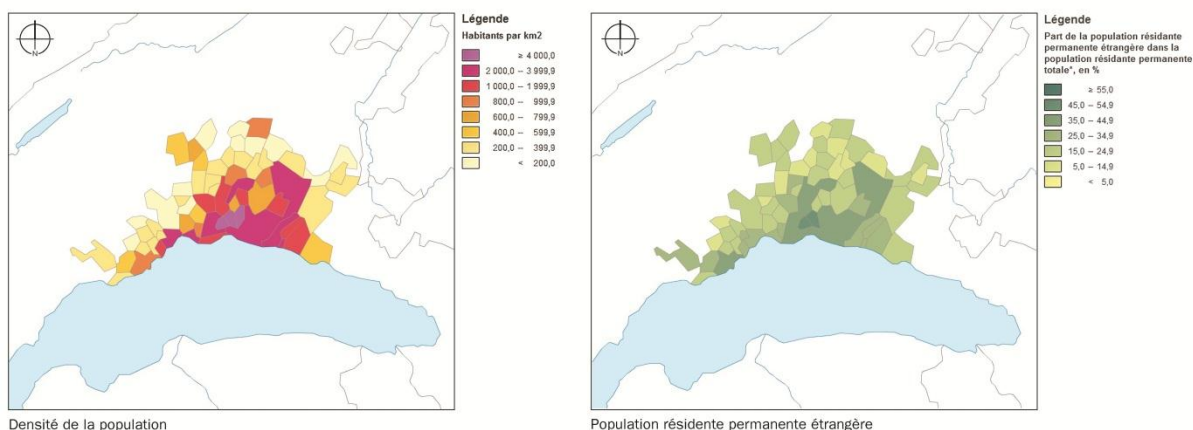 N
Légende
Habitants par km2
≥ 4 000,0
2 000,0 – 3 999,9
1 000,0 – 1 999,9
800,0 – 999,9
600,0 – 799,9
400,0 – 599,9
200,0 – 399,9
< 200,0
Densité de la population
N
Légende
Part de la population résidante
permanente étrangère dans la
population résidante permanente
totale*, en %
≥ 55,0
45,0 – 54,9
35,0 – 44,9
25,0 – 34,9
15,0 – 24,9
5,0 – 14,9
< 5,0
Population résidente permanente étrangère